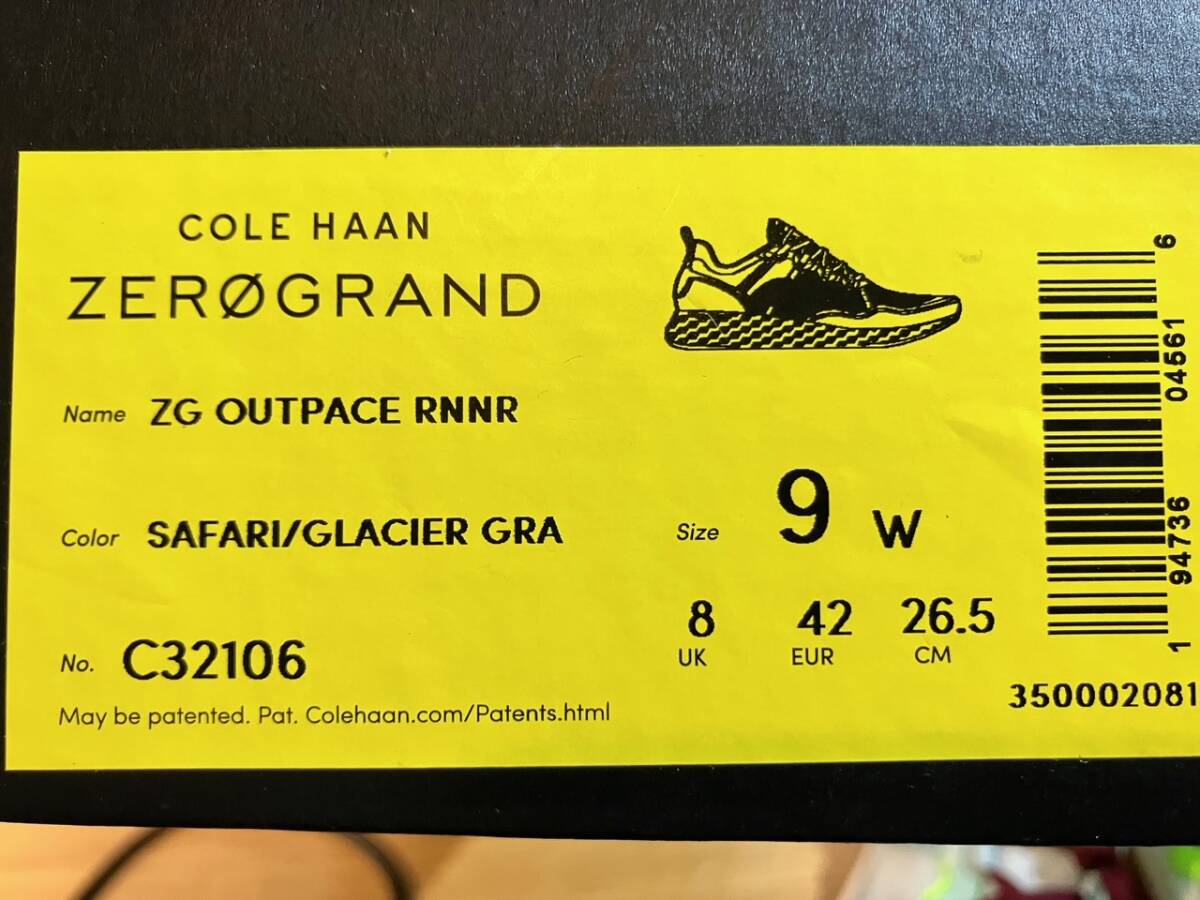 COLE HAAN
ZERØGRAND
Name ZG OUTPACE RNNR
Color SAFARI/GLACIER GRA
No. C32106
May be patented. Pat. Colehaan.com/Patents.html
Size 9 W
8 42 26.5
UK EUR CM
1 94736 04561 6
350002081